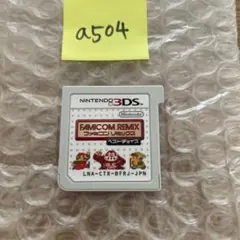 a504
NINTENDO 3DS
FAMICOM REMIX
ファミコンリミックス
ベストチョイス
LNA-CTR-BFRJ-JPN